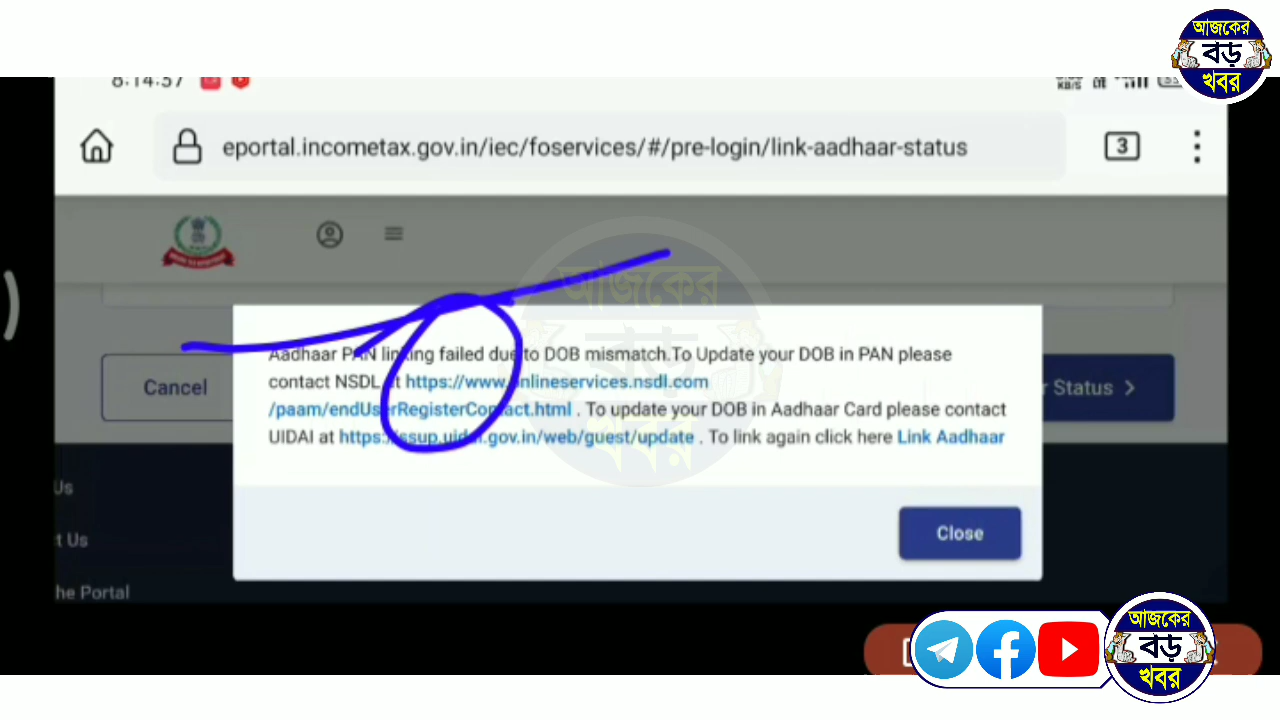 আজকের
বড়
খবর
8:14:57
KB/S
3
eportal.incometax.gov.in/iec/foservices/#/pre-login/link-aadhaar-status
আজকের
বড়
খবর
Aadhaar PAN linking failed due to DOB mismatch.To Update your DOB in PAN please
contact NSDL at https://www.onlineservices.nsdl.com
/paam/endUserRegisterContact.html . To update your DOB in Aadhaar Card please contact
UIDAI at https://ssup.uidai.gov.in/web/guest/update . To link again click here Link Aadhaar
Cancel
Status >
Close
Us
t Us
he Portal
আজকের
বড়
খবর